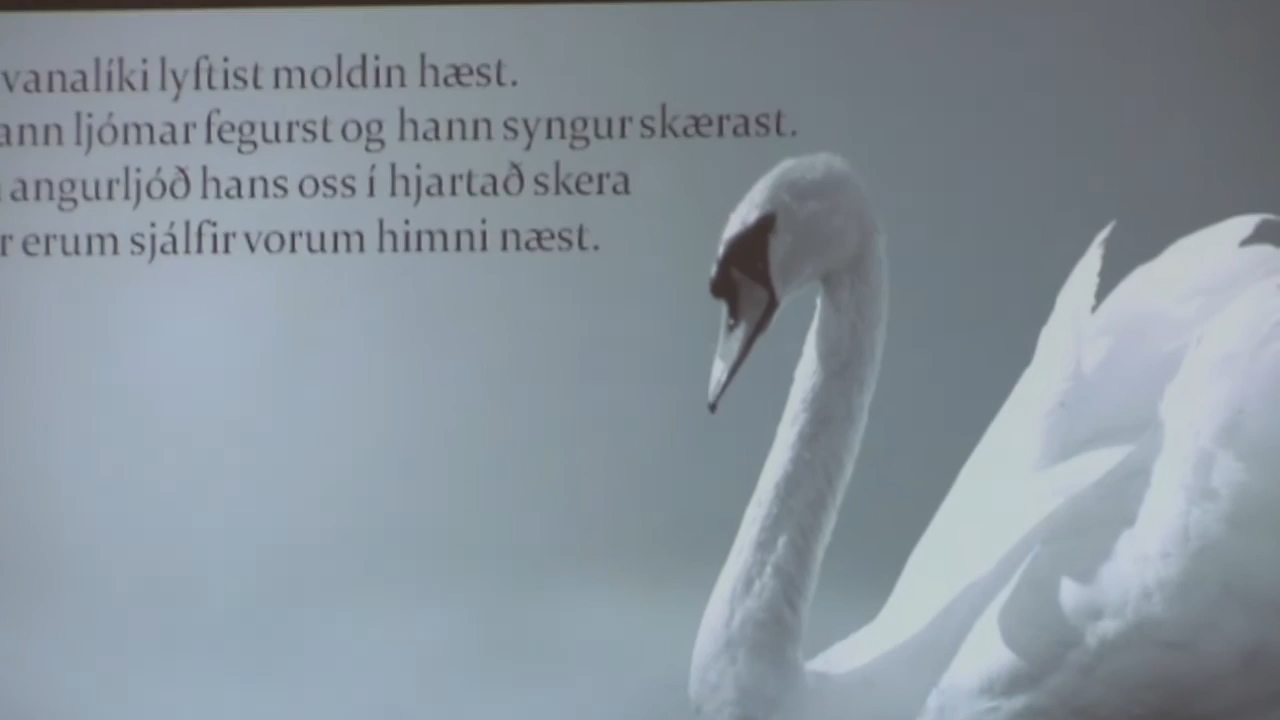 vanalíki lyftist moldin hæst.
ann ljómar fegurst og hann syngur skærast.
angurljóð hans oss í hjartað skera
r erum sjálfir vorum himni næst.